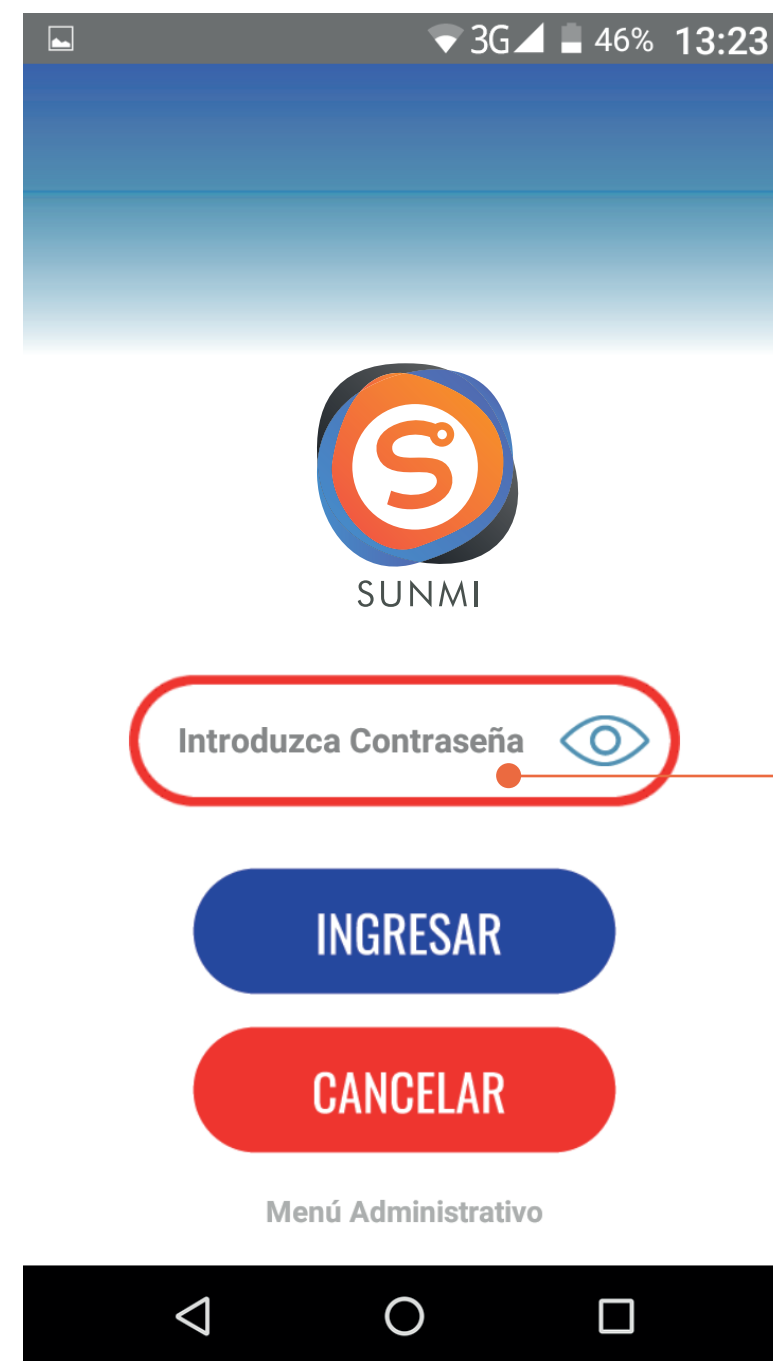 3G 46% 13:23
SUNMI
Introduzca Contraseña
INGRESAR
CANCELAR
Menú Administrativo